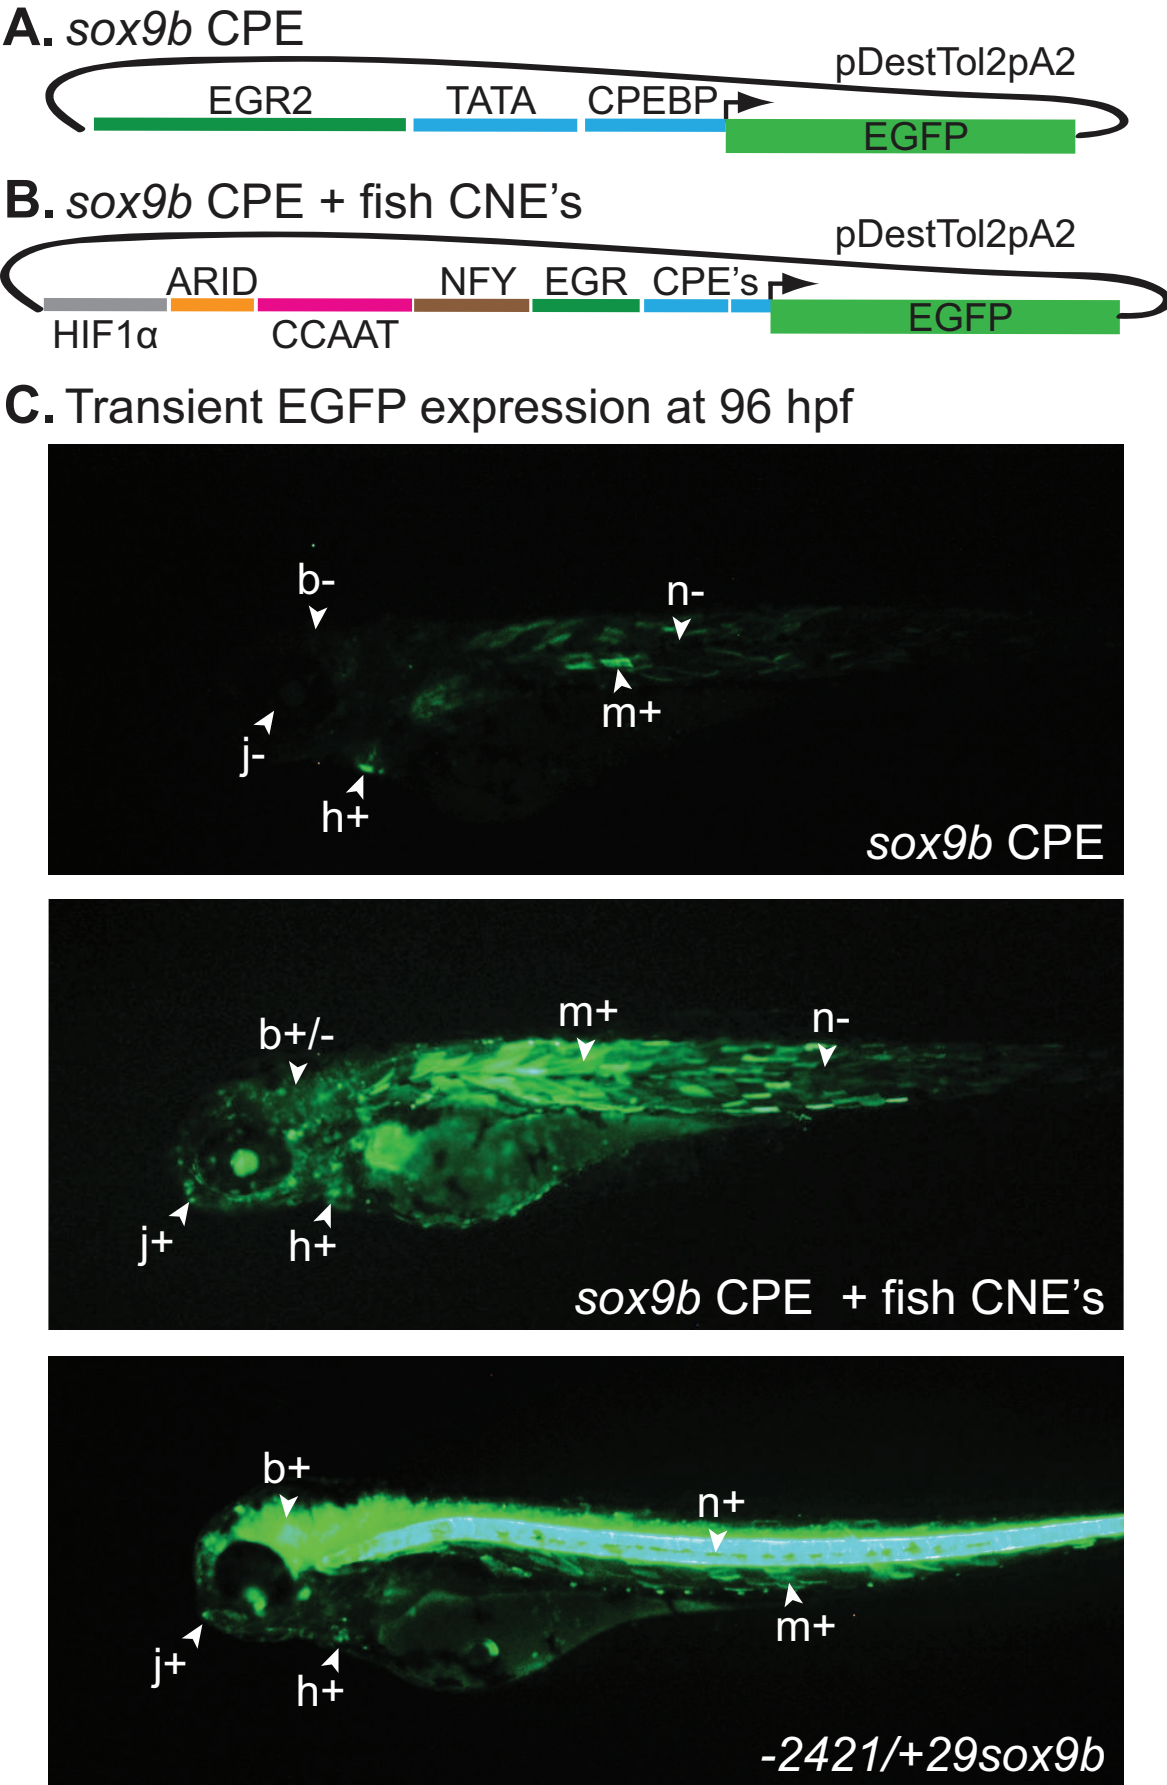 A. sox9b CPE
pDestTol2pA2
EGR2 TATA CPEBP
EGFP
B. sox9b CPE + fish CNE's
pDestTol2pA2
ARID NFY EGR CPE's
HIF1α CCAAT EGFP
C. Transient EGFP expression at 96 hpf
b-
n-
m+
j-
h+
sox9b CPE
m+
n-
b+/-
j+
h+
sox9b CPE + fish CNE's
b+
n+
m+
j+
h+
-2421/+29sox9b